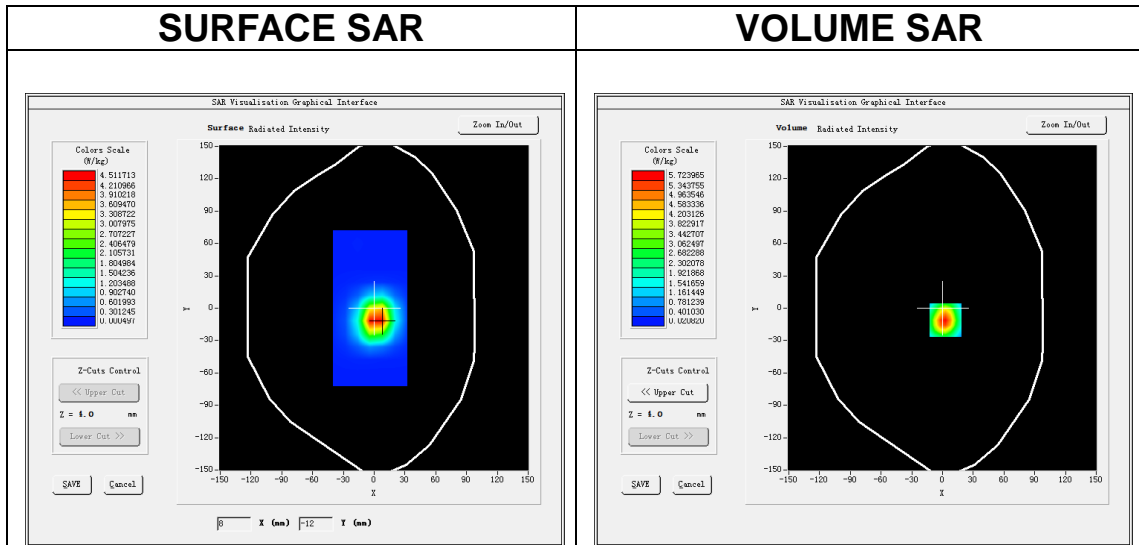 SURFACE SAR
VOLUME SAR
SAR Visualisation Graphical Interface
Surface Radiated Intensity
Zoom In/Out
Colors Scale
(W/kg)
4.511713
4.210966
3.910218
3.609470
3.308722
3.007975
2.707227
2.406479
2.105731
1.804984
1.504236
1.203488
0.902740
0.601993
0.301245
0.000497
Z-Cuts Control
<< Upper Cut
Z = 4.0 mm
Lower Cut >>
SAVE
Cancel
150
90
60
30
0
-30
-60
-90
-120
-150
Y
-150 -120 -90 -60 -30 0 30 60 90 120 150
X
8 X (mm) -12 Y (mm)
SAR Visualisation Graphical Interface
Volume Radiated Intensity
Zoom In/Out
Colors Scale
(W/kg)
5.723965
5.343755
4.963546
4.583336
4.203126
3.822917
3.442707
3.062497
2.682288
2.302078
1.921868
1.541659
1.161449
0.781239
0.401030
0.020820
Z-Cuts Control
<< Upper Cut
Z = 4.0 mm
Lower Cut >>
SAVE
Cancel
150
90
60
30
0
-30
-60
-90
-120
-150
Y
-150 -120 -90 -60 -30 0 30 60 90 120 150
X